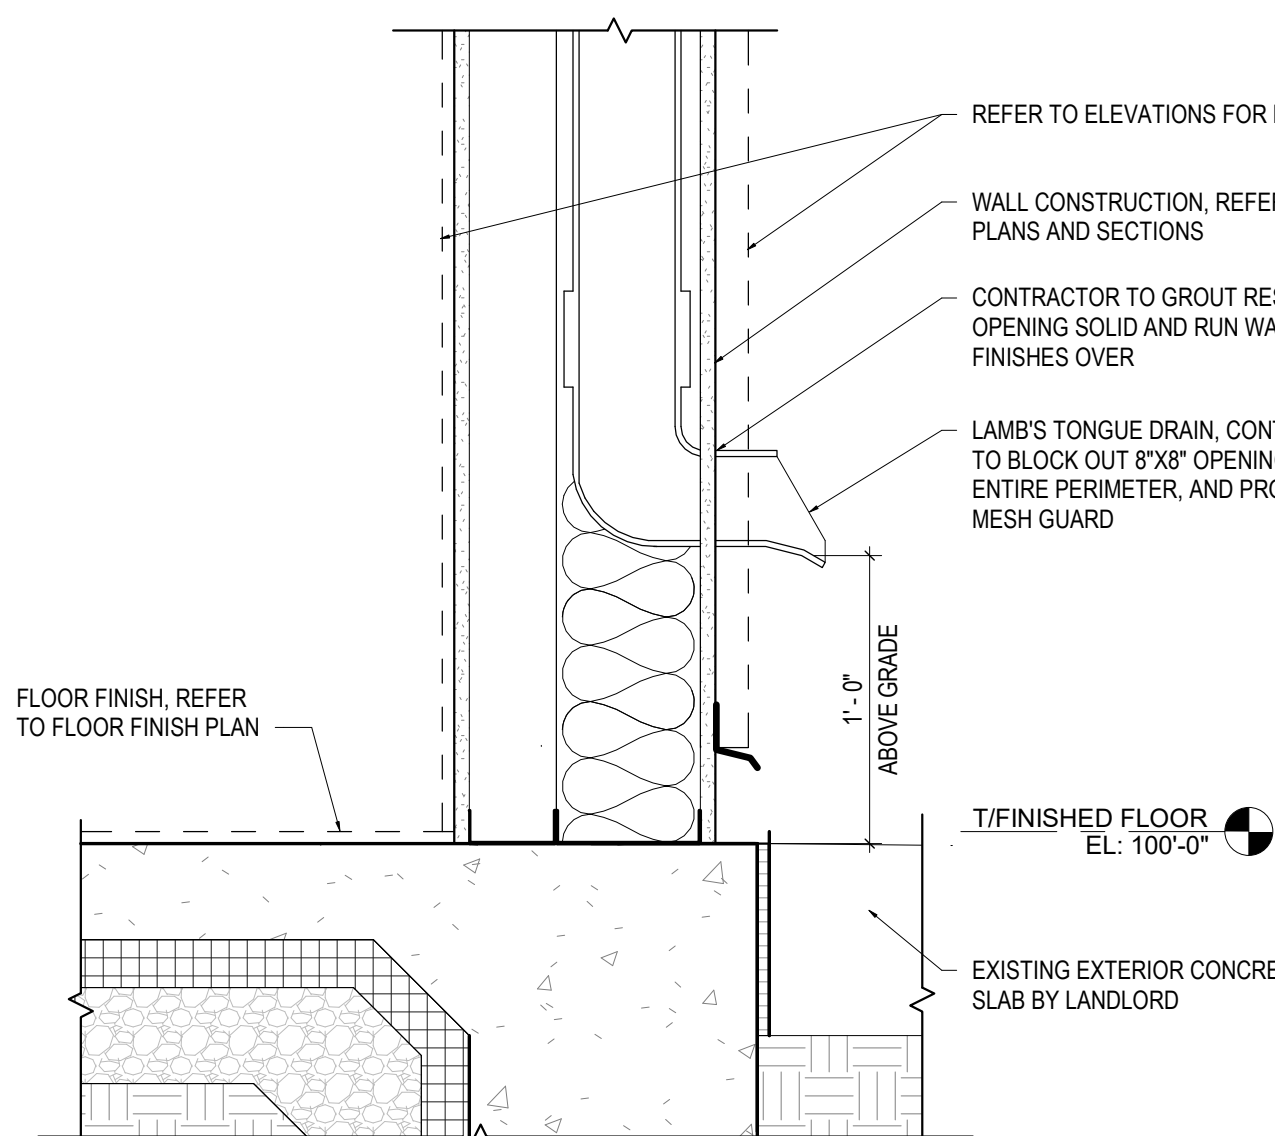 REFER TO ELEVATIONS FOR
WALL CONSTRUCTION, REFER
PLANS AND SECTIONS
CONTRACTOR TO GROUT
OPENING SOLID AND RUN
FINISHES OVER
LAMB'S TONGUE DRAIN,
TO BLOCK OUT 8"X8" OPENING
ENTIRE PERIMETER, AND
MESH GUARD
FLOOR FINISH, REFER
TO FLOOR FINISH PLAN
1' - 0"
ABOVE GRADE
T/FINISHED FLOOR
EL: 100'-0"
EXISTING EXTERIOR
SLAB BY LANDLORD